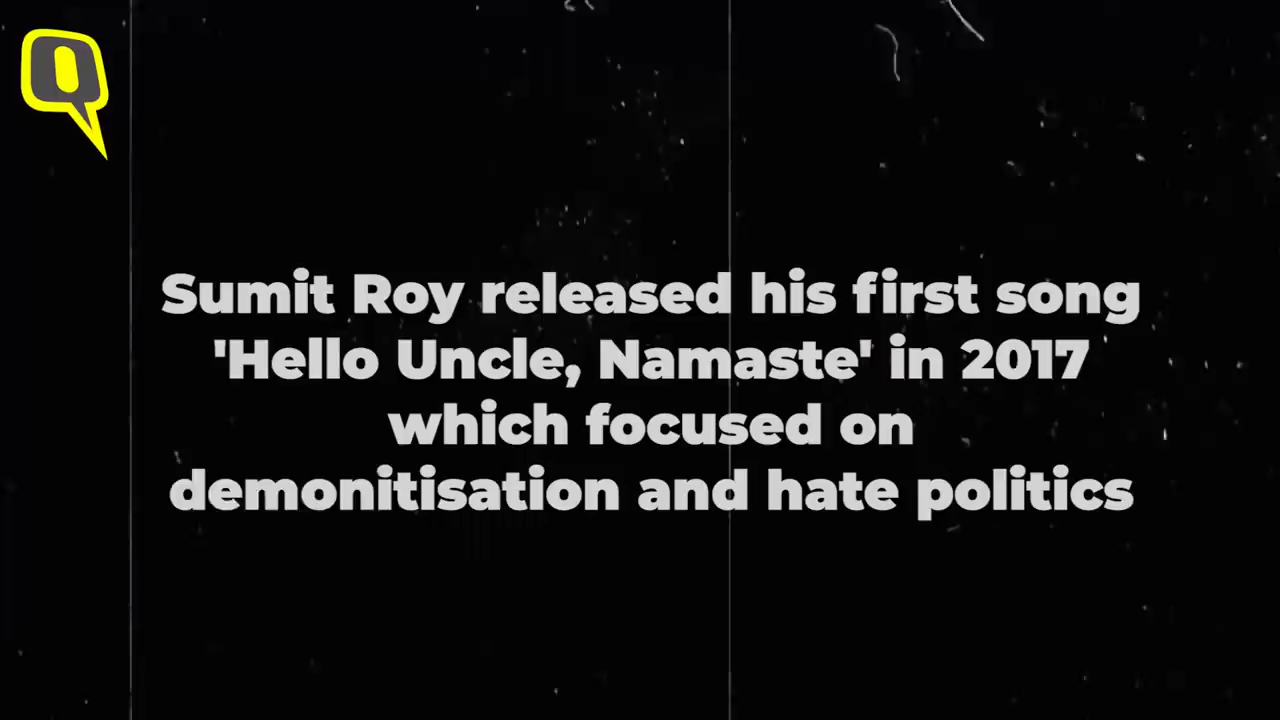 Sumit Roy released his first song
'Hello Uncle, Namaste' in 2017
which focused on
demonitisation and hate politics